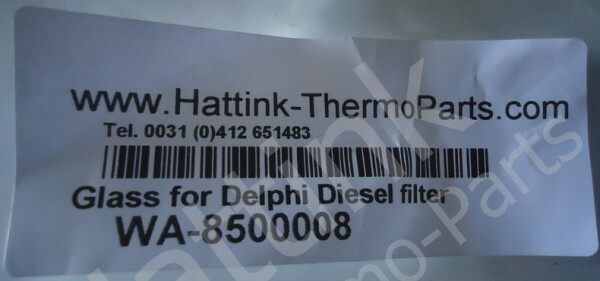 www.Hattink-ThermoParts.com
Tel. 0031 (0)412 651483
Glass for Delphi Diesel filter
WA-8500008